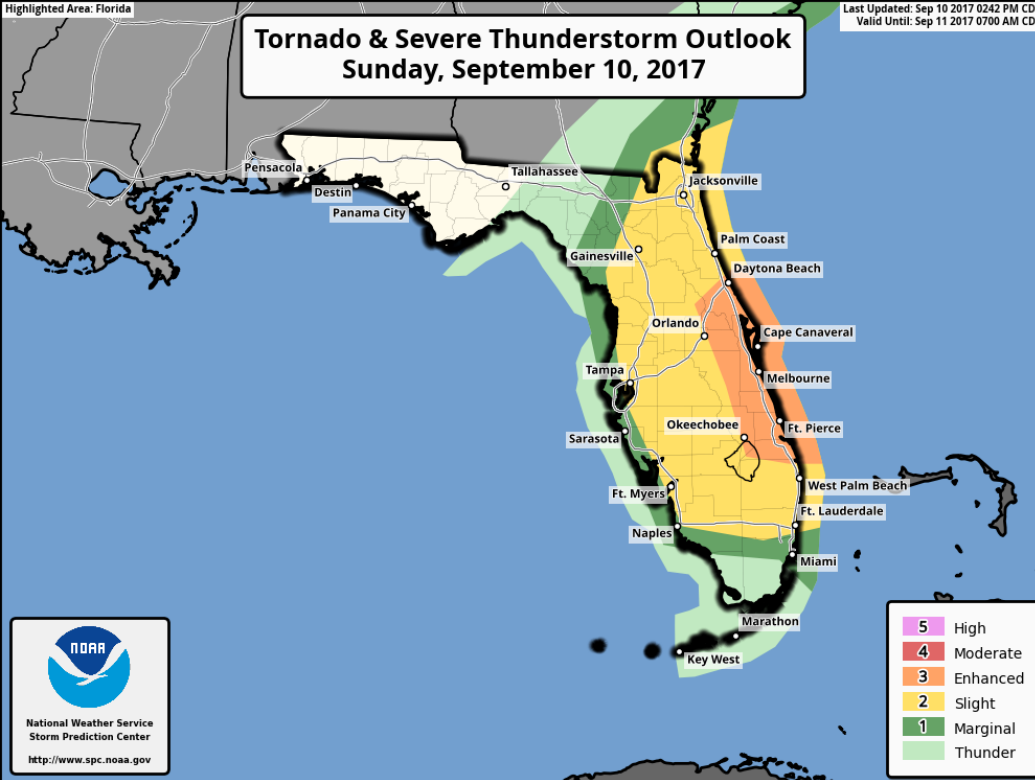 Highlighted Area: Florida
Last Updated: Sep 10 2017 0242 PM CD
Valid Until: Sep 11 2017 0700 AM CD
Tornado & Severe Thunderstorm Outlook
Sunday, September 10, 2017
Pensacola
Tallahassee
Destin
Jacksonville
Panama City
Palm Coast
Gainesville
Daytona Beach
Orlando
Cape Canaveral
Tampa
Melbourne
Okeechobee
Ft. Pierce
Sarasota
West Palm Beach
Ft. Myers
Ft. Lauderdale
Naples
Miami
Marathon
Key West
NOAA
National Weather Service
Storm Prediction Center
http://www.spc.noaa.gov
5 High
4 Moderate
3 Enhanced
2 Slight
1 Marginal
Thunder